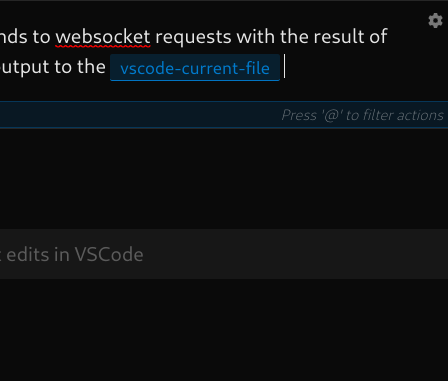 nds to websocket requests with the result of
utput to the vscode-current-file
Press '@' to filter actions
edits in VSCode